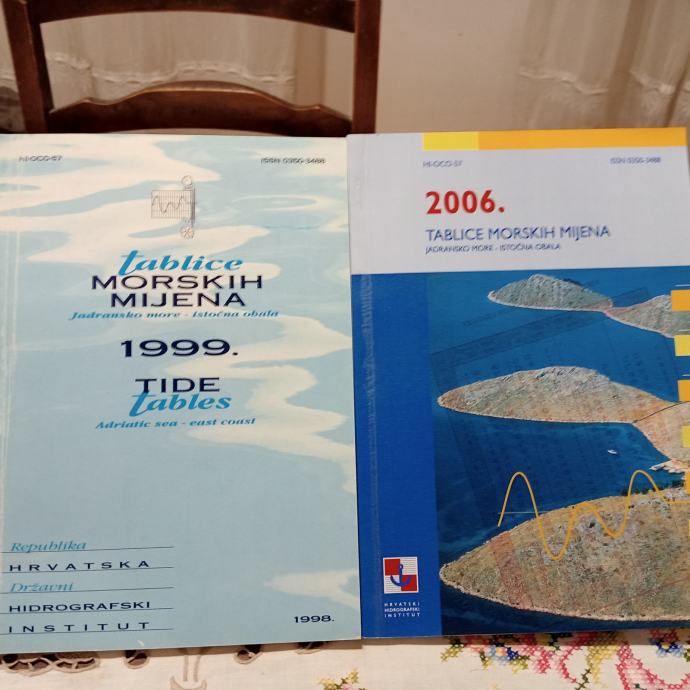 HI-OCO-57
ISSN 0350-3488
tablice
MORSKIH
MIJENA
Jadransko more - istočna obala
1999.
TIDE
tables
Adriatic sea - east coast
Republika
HRVATSKA
Državni
HIDROGRAFSKI
INSTITUT
1998.
HI-OCO-57
ISSN 0350-3488
2006.
TABLICE MORSKIH MIJENA
JADRANSKO MORE - ISTOČNA OBALA
HRVATSKI
HIDROGRAFSKI
INSTITUT